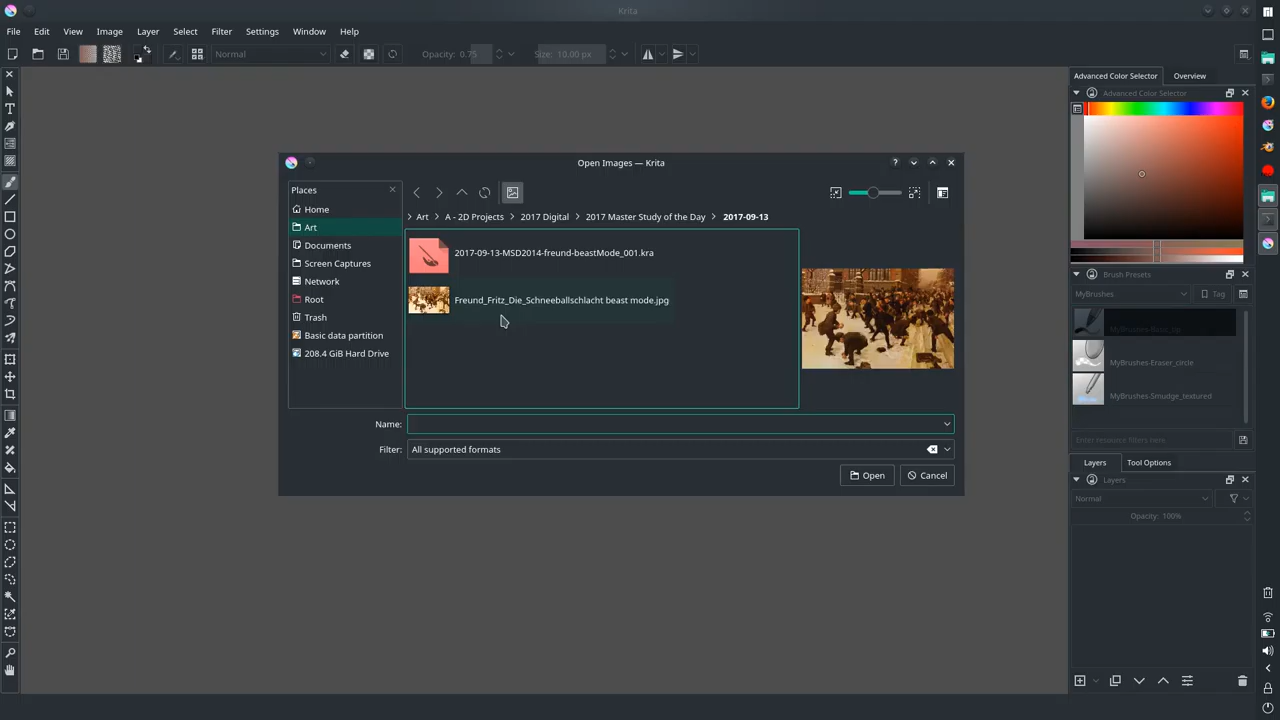 Krita
File Edit View Image Layer Select Filter Settings Window Help
Normal Opacity: 0.75 Size: 10.00 px
Advanced Color Selector Overview
Advanced Color Selector
Open Images — Krita
Places
Home
Art
Documents
Screen Captures
Network
Root
Trash
Basic data partition
208.4 GiB Hard Drive
Art A - 2D Projects 2017 Digital 2017 Master Study of the Day 2017-09-13
2017-09-13-MSD2014-freund-beastMode_001.kra
Freund_Fritz_Die_Schneeballschlacht beast mode.jpg
Name:
Filter: All supported formats
Open Cancel
Brush Presets
MyBrushes Tag
MyBrushes-Eraser_circle
MyBrushes-Smudge_textured
Enter resource filters here
Layers Tool Options
Layers
Normal
Opacity: 100%